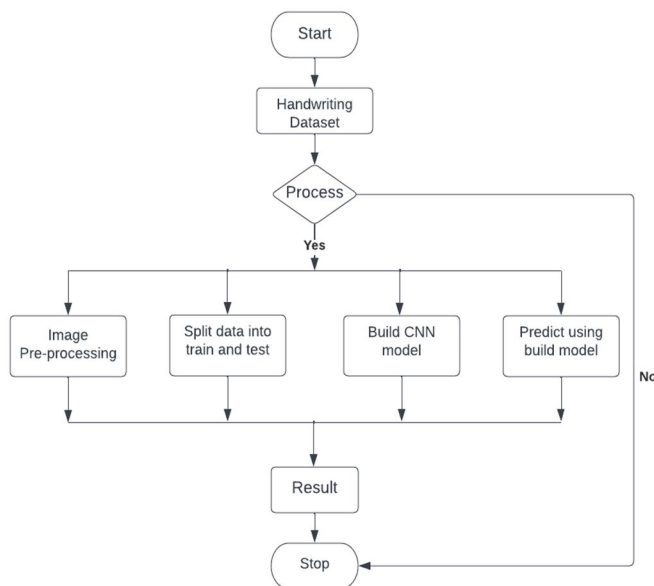 Start
Handwriting
Dataset
Process
Yes
Image
Pre-processing
Split data into
train and test
Build CNN
model
Predict using
build model
No
Result
Stop